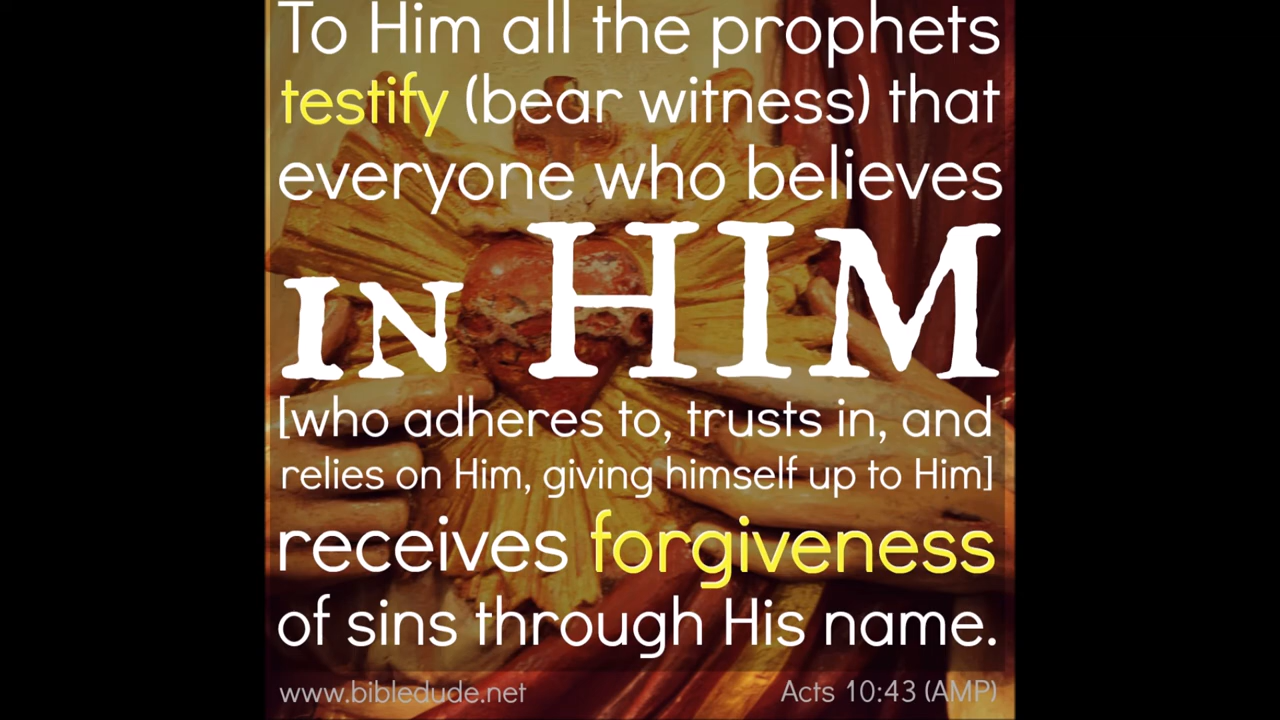 To Him all the prophets
testify (bear witness) that
everyone who believes
IN HIM
[who adheres to, trusts in, and
relies on Him, giving himself up to Him]
receives forgiveness
of sins through His name.
www.bibledude.net
Acts 10:43 (AMP)